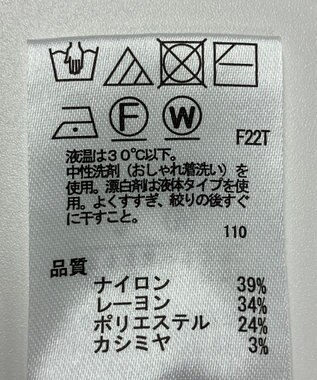 F
W
F22T
液温は30℃以下。
中性洗剤（おしゃれ着洗い）を
使用。漂白剤は液体タイプを使
用。よくすすぎ、絞りの後すぐ
に干すこと。
110
品質
ナイロン 39%
レーヨン 34%
ポリエステル 24%
カシミヤ 3%